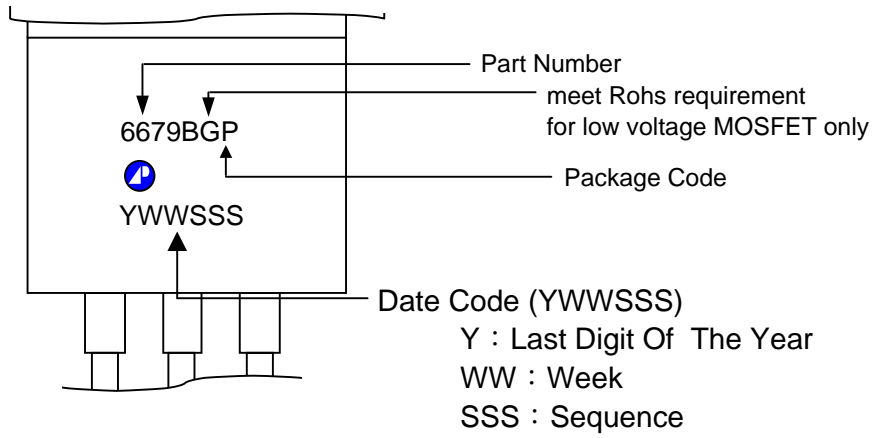 Part Number
meet Rohs requirement
for low voltage MOSFET only
6679BGP
Package Code
YWWSSS
Date Code (YWWSSS)
Y：Last Digit Of The Year
WW：Week
SSS：Sequence